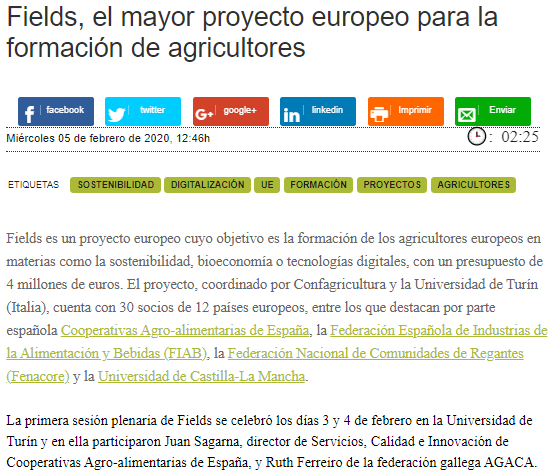 Fields, el mayor proyecto europeo para la
formación de agricultores
facebook
twitter
google+
linkedin
Imprimir
Enviar
Miércoles 05 de febrero de 2020, 12:46h
: 02:25
ETIQUETAS SOSTENIBILIDAD DIGITALIZACIÓN UE FORMACIÓN PROYECTOS AGRICULTORES
Fields es un proyecto europeo cuyo objetivo es la formación de los agricultores europeos en
materias como la sostenibilidad, bioeconomía o tecnologías digitales, con un presupuesto de
4 millones de euros. El proyecto, coordinado por Confagricultura y la Universidad de Turín
(Italia), cuenta con 30 socios de 12 países europeos, entre los que destacan por parte
española Cooperativas Agro-alimentarias de España, la Federación Española de Industrias de
la Alimentación y Bebidas (FIAB), la Federación Nacional de Comunidades de Regantes
(Fenacore) y la Universidad de Castilla-La Mancha.
La primera sesión plenaria de Fields se celebró los días 3 y 4 de febrero en la Universidad de
Turín y en ella participaron Juan Sagarna, director de Servicios, Calidad e Innovación de
Cooperativas Agro-alimentarias de España, y Ruth Ferreiro de la federación gallega AGACA.